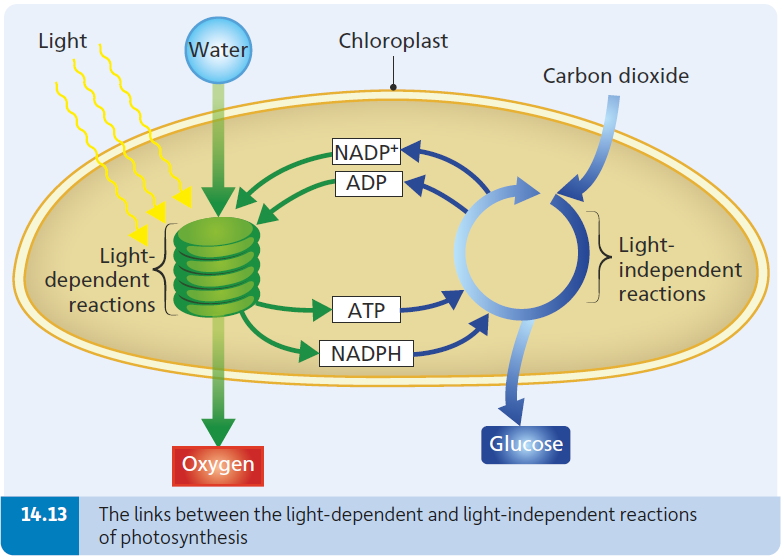 Light
Water
Chloroplast
Carbon dioxide
NADP⁺
ADP
Light-
dependent
reactions
Light-
independent
reactions
ATP
NADPH
Oxygen
Glucose
14.13 The links between the light-dependent and light-independent reactions
of photosynthesis